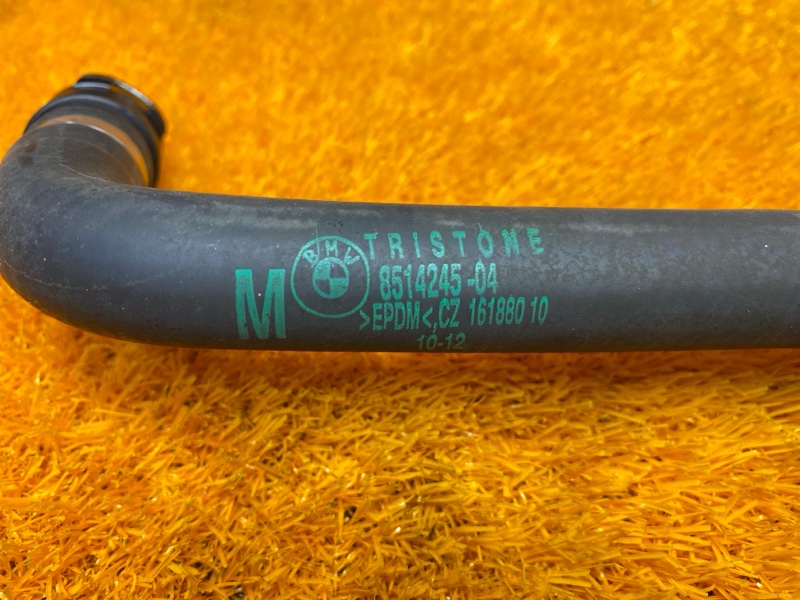 TRISTONE
BMW
8514245-04
M
>EPDM<,CZ 161880 10
10-12